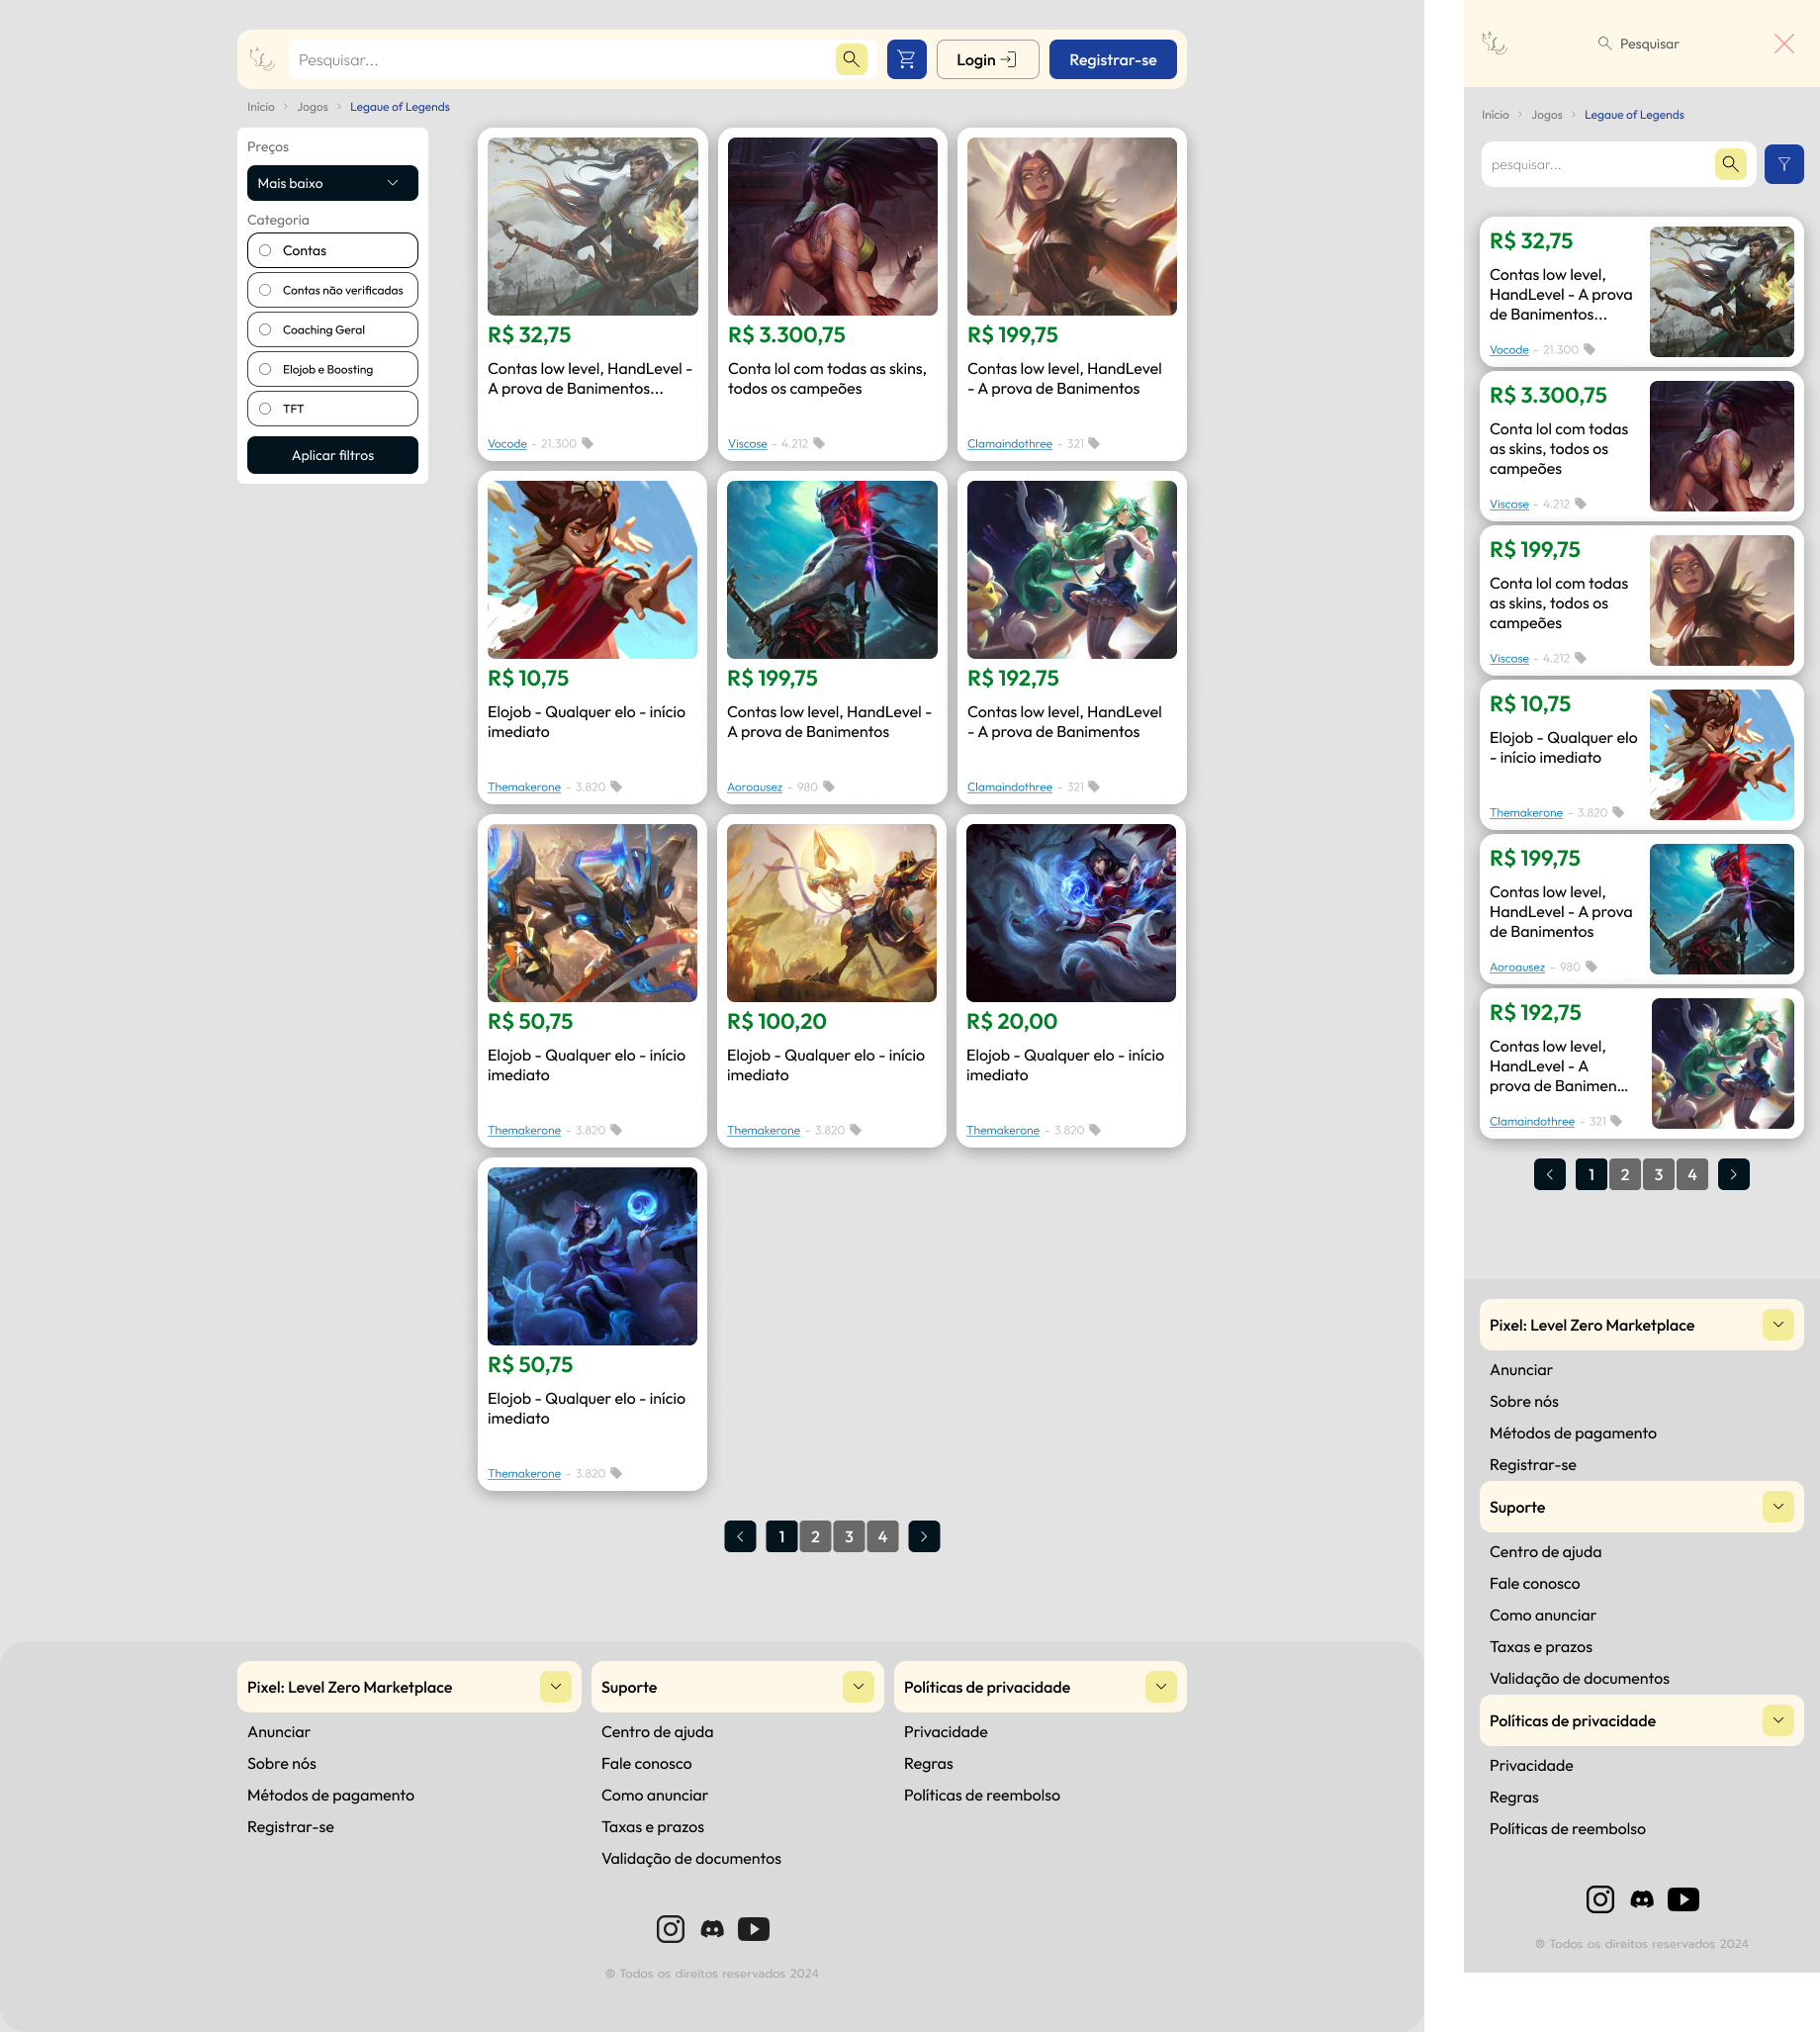 Pesquisar...
Login
Registrar-se
Início
Jogos
Legaue of Legends
Preços
Mais baixo
Categoria
Contas
Contas não verificadas
Coaching Geral
Elojob e Boosting
TFT
Aplicar filtros
R$ 32,75
Contas low level, HandLevel -
A prova de Banimentos...
Vocode - 21.300
R$ 3.300,75
Conta lol com todas as skins,
todos os campeões
Viscose - 4.212
R$ 199,75
Contas low level, HandLevel
- A prova de Banimentos
Clamaindothree - 321
R$ 10,75
Elojob - Qualquer elo - início
imediato
Themakerone - 3.820
R$ 199,75
Contas low level, HandLevel -
A prova de Banimentos
Aoroausez - 980
R$ 192,75
Contas low level, HandLevel
- A prova de Banimentos
Clamaindothree - 321
R$ 50,75
Elojob - Qualquer elo - início
imediato
Themakerone - 3.820
R$ 100,20
Elojob - Qualquer elo - início
imediato
Themakerone - 3.820
R$ 20,00
Elojob - Qualquer elo - início
imediato
Themakerone - 3.820
R$ 50,75
Elojob - Qualquer elo - início
imediato
Themakerone - 3.820
1 2 3 4
Pixel: Level Zero Marketplace
Anunciar
Sobre nós
Métodos de pagamento
Registrar-se
Suporte
Centro de ajuda
Fale conosco
Como anunciar
Taxas e prazos
Validação de documentos
Políticas de privacidade
Privacidade
Regras
Políticas de reembolso
® Todos os direitos reservados 2024
Pesquisar
Início
Jogos
Legaue of Legends
pesquisar...
R$ 32,75
Contas low level,
HandLevel - A prova
de Banimentos...
Vocode - 21.300
R$ 3.300,75
Conta lol com todas
as skins, todos os
campeões
Viscose - 4.212
R$ 199,75
Conta lol com todas
as skins, todos os
campeões
Viscose - 4.212
R$ 10,75
Elojob - Qualquer elo
- início imediato
Themakerone - 3.820
R$ 199,75
Contas low level,
HandLevel - A prova
de Banimentos
Aoroausez - 980
R$ 192,75
Contas low level,
HandLevel - A
prova de Banimen...
Clamaindothree - 321
1 2 3 4
Pixel: Level Zero Marketplace
Anunciar
Sobre nós
Métodos de pagamento
Registrar-se
Suporte
Centro de ajuda
Fale conosco
Como anunciar
Taxas e prazos
Validação de documentos
Políticas de privacidade
Privacidade
Regras
Políticas de reembolso
® Todos os direitos reservados 2024